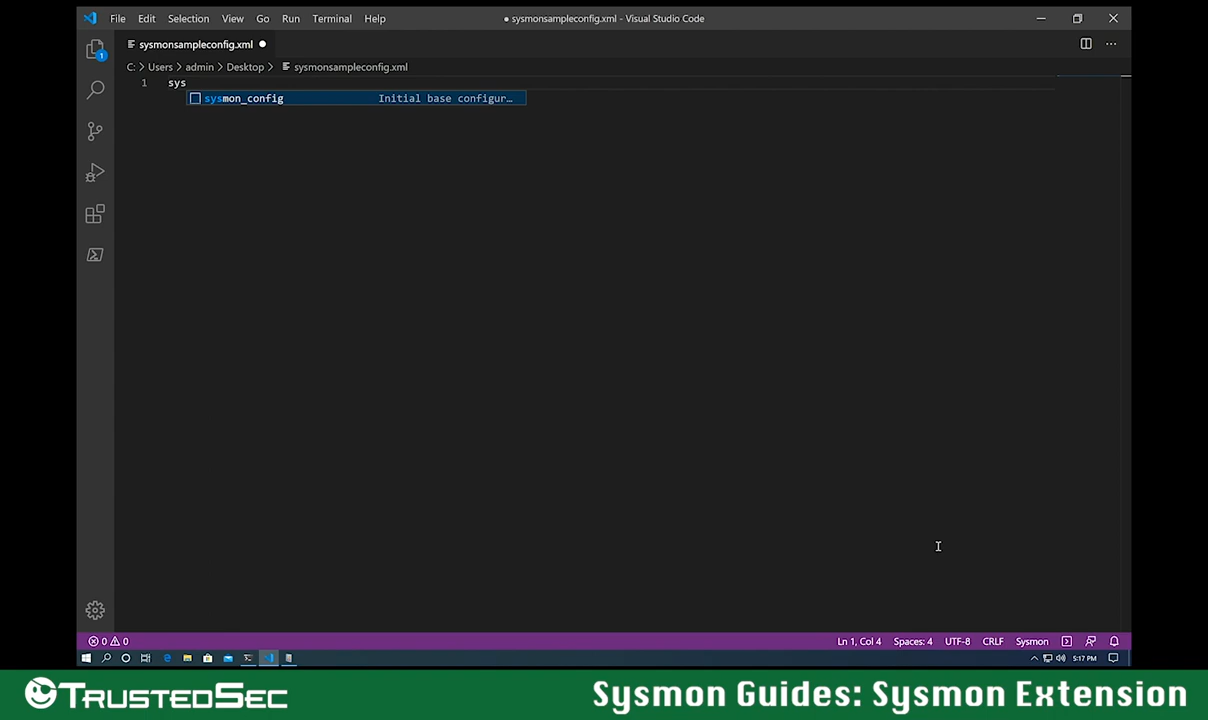 File Edit Selection View Go Run Terminal Help
● sysmonsampleconfig.xml - Visual Studio Code
sysmonsampleconfig.xml ●
C: > Users > admin > Desktop > sysmonsampleconfig.xml
1 sys
sysmon_config Initial base configur…
1
0 0
Ln 1, Col 4 Spaces: 4 UTF-8 CRLF Sysmon
5:17 PM
TRUSTEDSEC
Sysmon Guides: Sysmon Extension